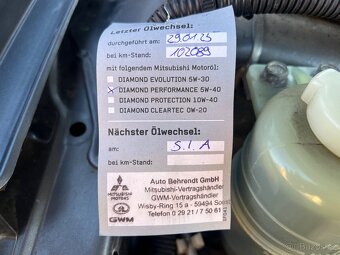 Letzter Ölwechsel:
durchgeführt am: 29.01.25
bei km-Stand: 102089
mit folgendem Mitsubishi Motoröl:
DIAMOND EVOLUTION 5W-30
X DIAMOND PERFORMANCE 5W-40
DIAMOND PROTECTION 10W-40
DIAMOND CLEARTEC 0W-20
Nächster Ölwechsel:
am: S.I.A
bei km-Stand:
Auto Behrendt GmbH
Mitsubishi-Vertragshändler
GWM-Vertragshändler
Wisby-Ring 15 a - 59494 Soest
Telefon 0 29 21 / 7 50 61
MITSUBISHI
MOTORS
GWM